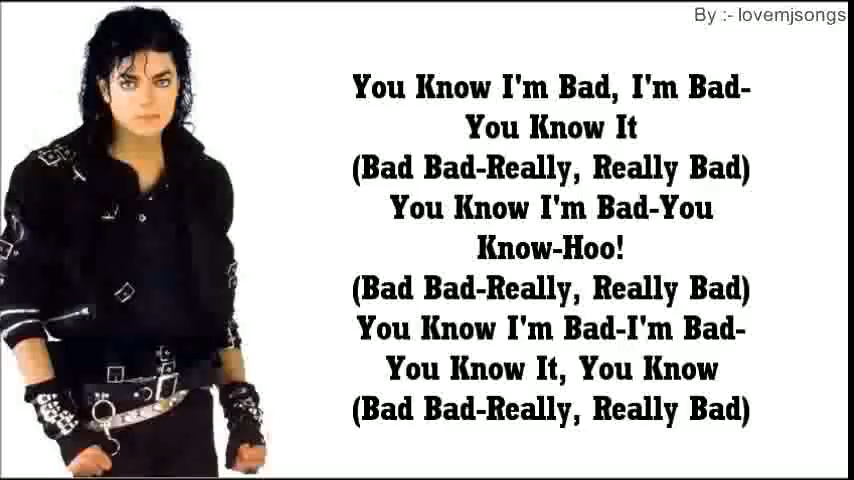 By :- lovemjsongs
You Know I'm Bad, I'm Bad-
You Know It
(Bad Bad-Really, Really Bad)
You Know I'm Bad-You
Know-Hoo!
(Bad Bad-Really, Really Bad)
You Know I'm Bad-I'm Bad-
You Know It, You Know
(Bad Bad-Really, Really Bad)